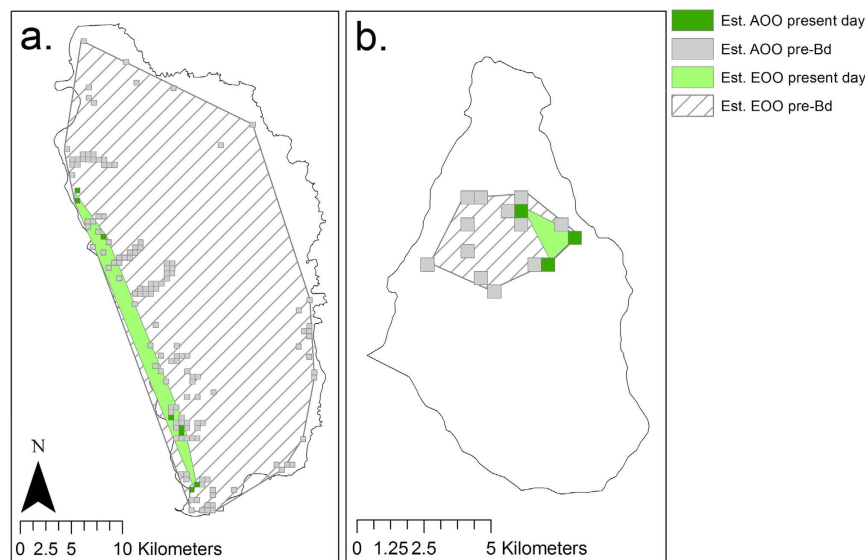 a.
b.
Est. AOO present day
Est. AOO pre-Bd
Est. EOO present day
Est. EOO pre-Bd
N
0 2.5 5 10 Kilometers
0 1.25 2.5 5 Kilometers